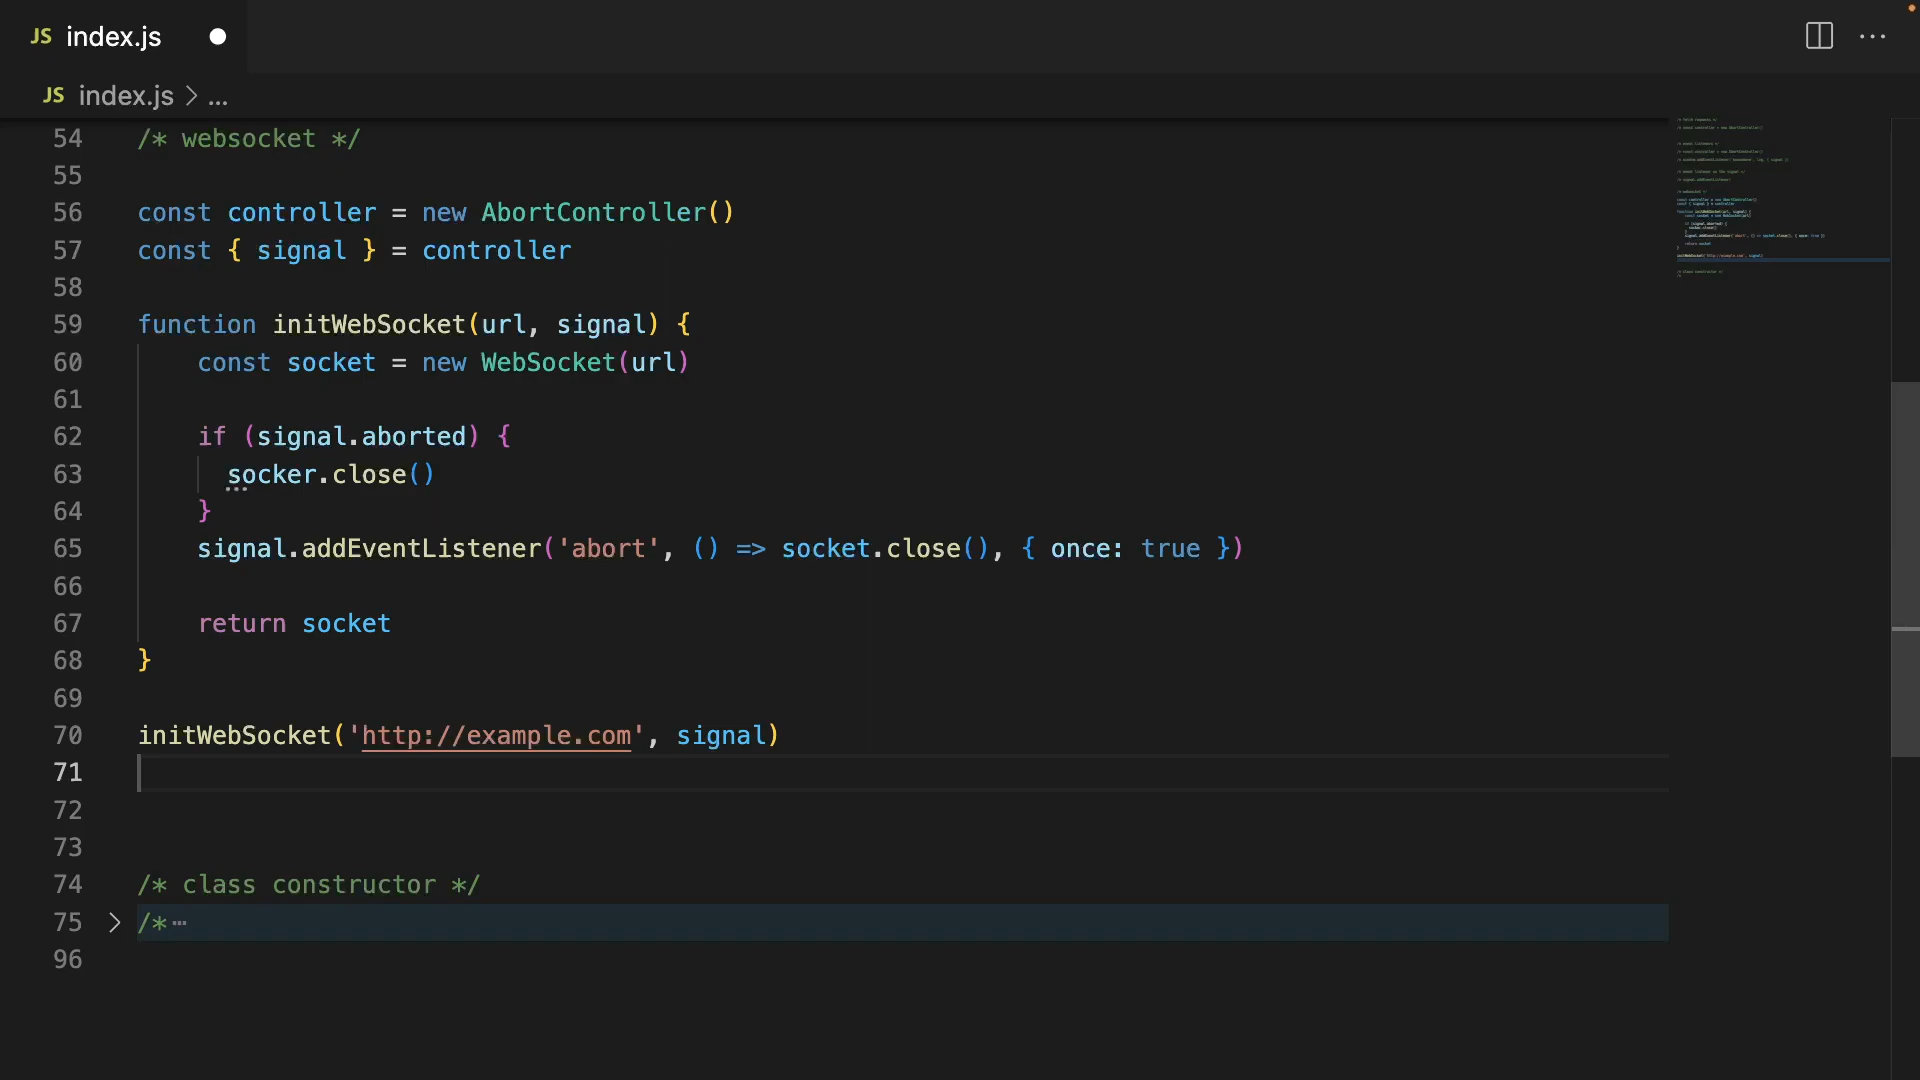 JS index.js
JS index.js > ...
54 /* websocket */
55
56 const controller = new AbortController()
57 const { signal } = controller
58
59 function initWebSocket(url, signal) {
60 const socket = new WebSocket(url)
61
62 if (signal.aborted) {
63 socker.close()
64 }
65 signal.addEventListener('abort', () => socket.close(), { once: true })
66
67 return socket
68 }
69
70 initWebSocket('http://example.com', signal)
71
72
73
74 /* class constructor */
75 /*…
96